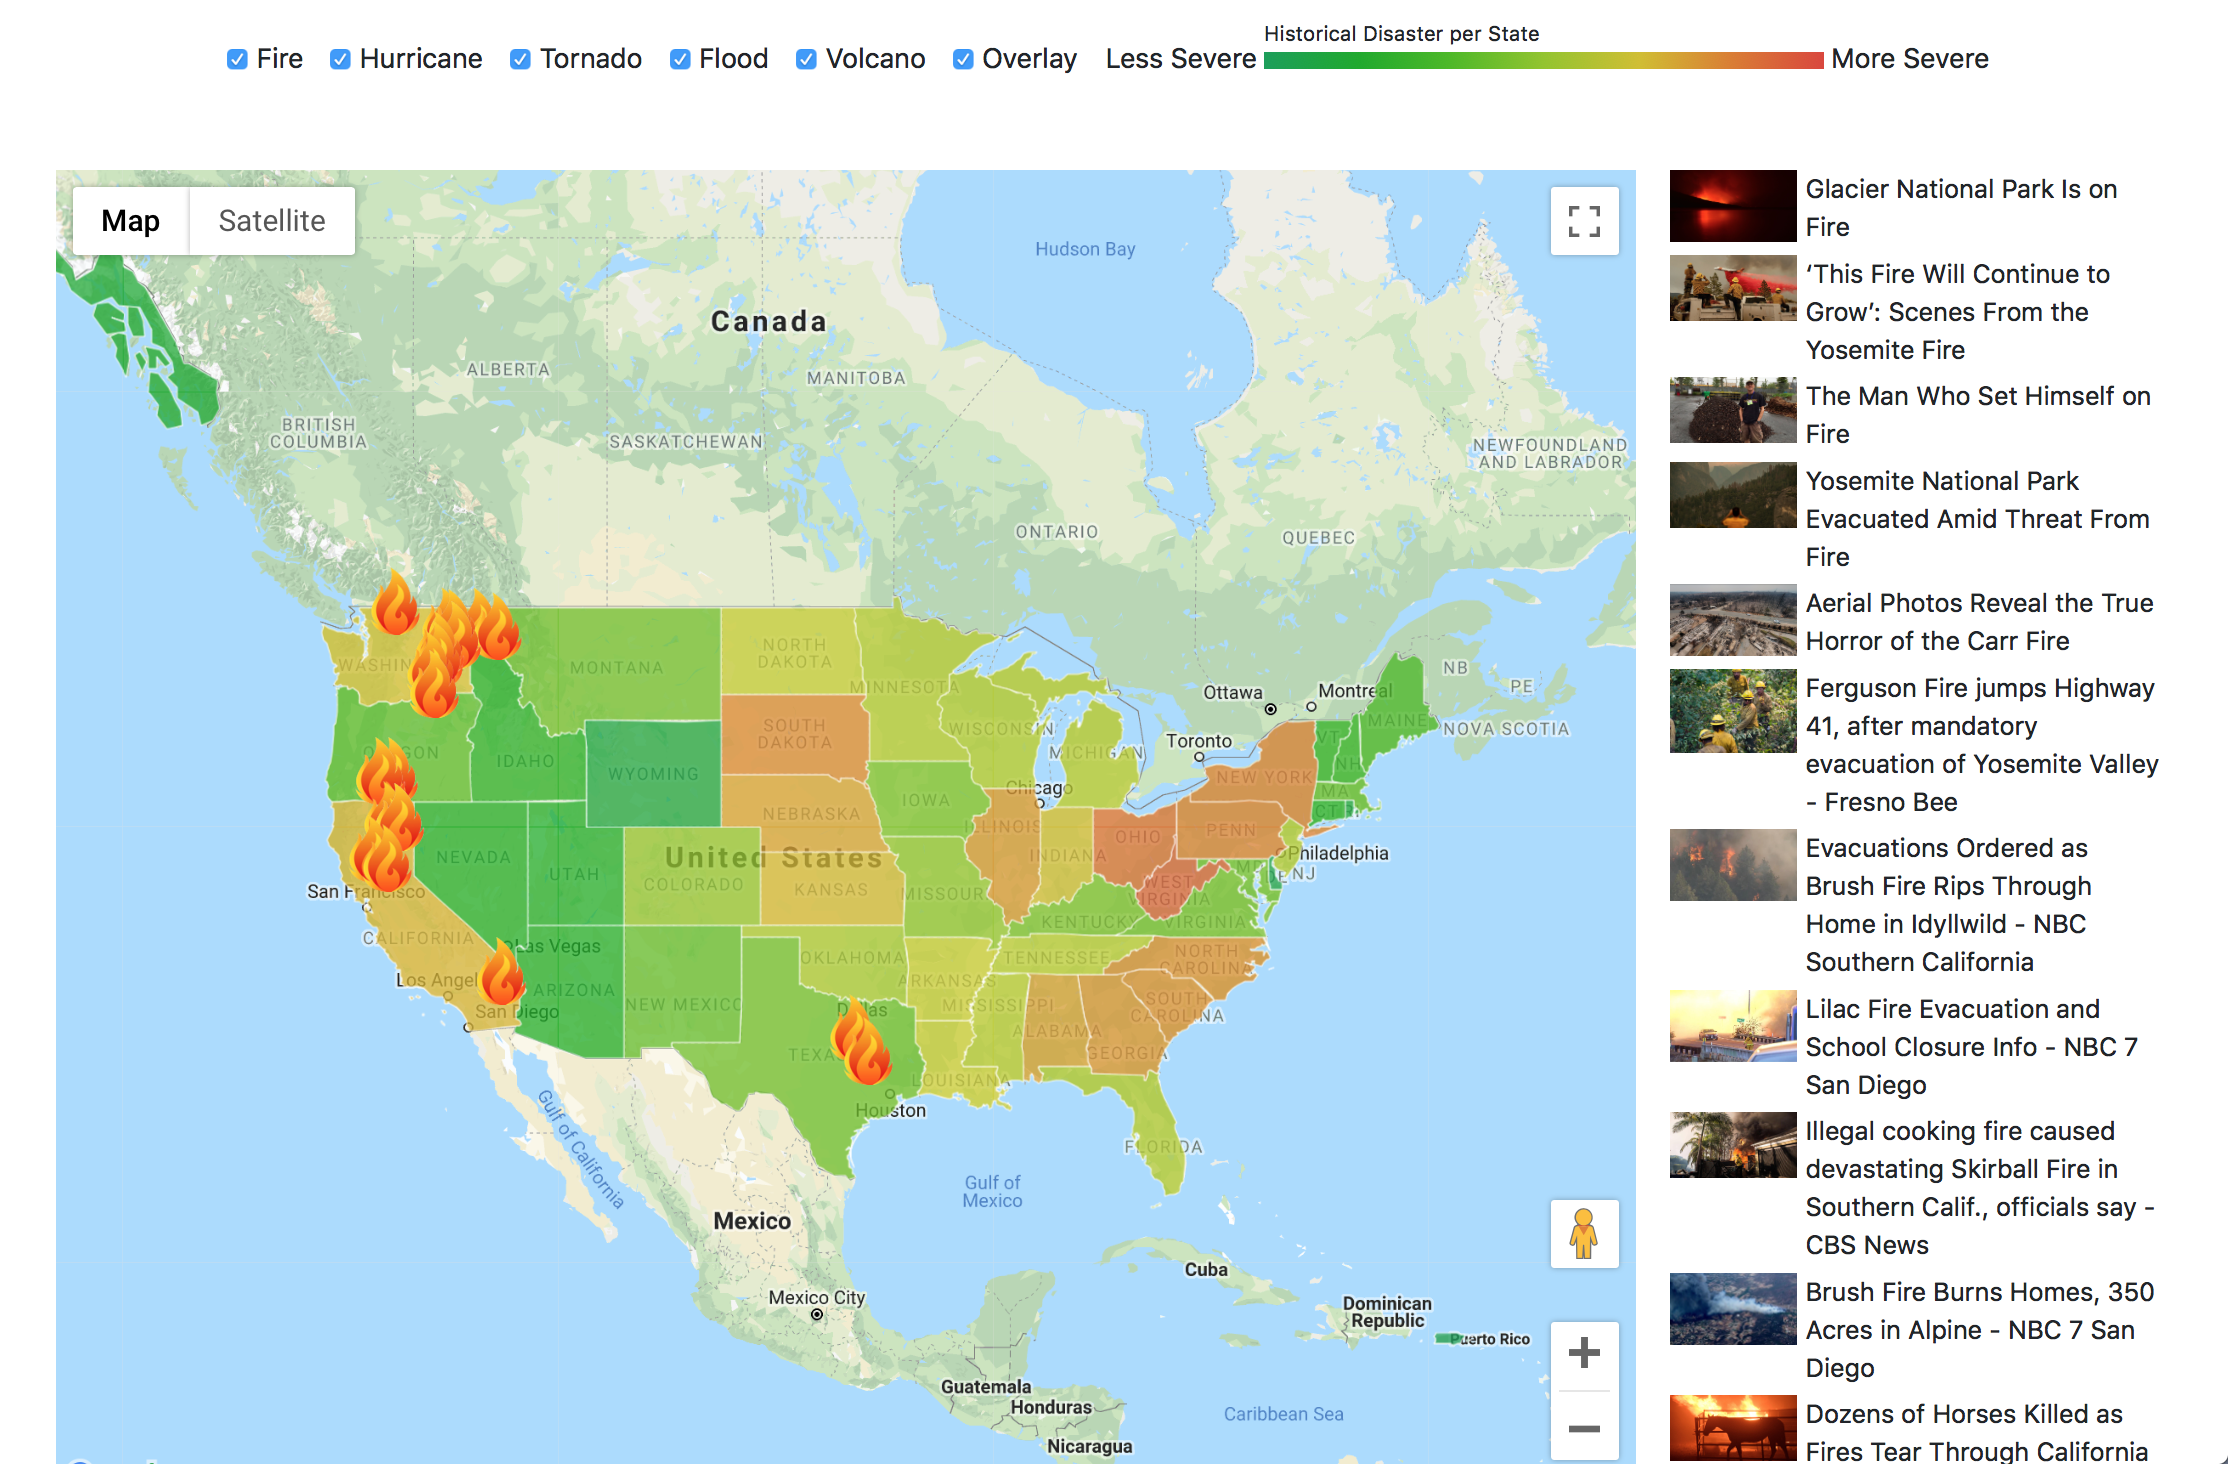 Historical Disaster per State
Fire Hurricane Tornado Flood Volcano Overlay Less Severe More Severe
Map Satellite
Hudson Bay
Canada
ALBERTA
MANITOBA
BRITISH
COLUMBIA
SASKATCHEWAN
NEWFOUNDLAND
AND LABRADOR
ONTARIO
QUEBEC
NORTH
DAKOTA
MONTANA
MINNESOTA
NB
PE
Ottawa
Montreal
MAINE
NOVA SCOTIA
SOUTH
DAKOTA
WISCONSIN
MICHIGAN
Toronto
VT
NH
IDAHO
WYOMING
NEW YORK
Chicago
MA
IOWA
NEBRASKA
CT RI
ILLINOIS
OHIO
PENN
NEVADA
United States
INDIANA
Philadelphia
UTAH
COLORADO
KANSAS
MISSOURI
WEST
VIRGINIA
NJ
San Francisco
KENTUCKY
VIRGINIA
CALIFORNIA
Las Vegas
OKLAHOMA
TENNESSEE
NORTH
CAROLINA
Los Angel
ARIZONA
NEW MEXICO
ARKANSAS
San Diego
MISSISSIPPI
SOUTH
CAROLINA
ALABAMA
GEORGIA
LOUISIANA
Houston
FLORIDA
Gulf of California
Gulf of
Mexico
Mexico
Cuba
Mexico City
Dominican
Republic
Puerto Rico
Guatemala
Honduras
Caribbean Sea
Nicaragua
Glacier National Park Is on
Fire
‘This Fire Will Continue to
Grow’: Scenes From the
Yosemite Fire
The Man Who Set Himself on
Fire
Yosemite National Park
Evacuated Amid Threat From
Fire
Aerial Photos Reveal the True
Horror of the Carr Fire
Ferguson Fire jumps Highway
41, after mandatory
evacuation of Yosemite Valley
- Fresno Bee
Evacuations Ordered as
Brush Fire Rips Through
Home in Idyllwild - NBC
Southern California
Lilac Fire Evacuation and
School Closure Info - NBC 7
San Diego
Illegal cooking fire caused
devastating Skirball Fire in
Southern Calif., officials say -
CBS News
Brush Fire Burns Homes, 350
Acres in Alpine - NBC 7 San
Diego
Dozens of Horses Killed as
Fires Tear Through California